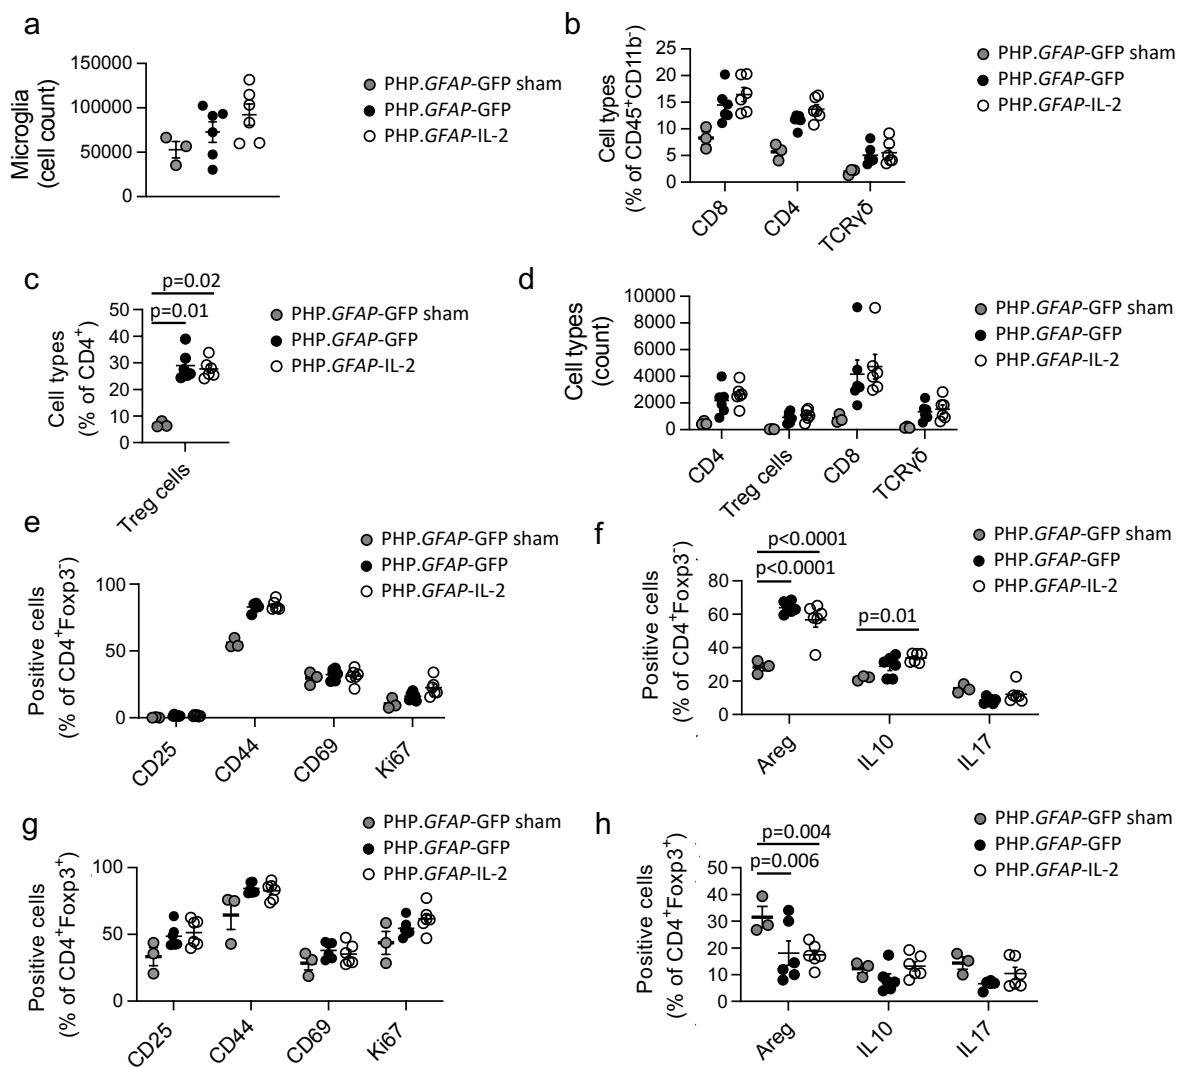 a
Microglia
(cell count)
150000
100000
50000
0
PHP.GFAP-GFP sham
PHP.GFAP-GFP
PHP.GFAP-IL-2
b
Cell types
(% of CD45+CD11b-)
25
20
15
10
5
0
CD8
CD4
TCRγδ
PHP.GFAP-GFP sham
PHP.GFAP-GFP
PHP.GFAP-IL-2
c
p=0.02
p=0.01
Cell types
(% of CD4+)
50
40
30
20
10
0
Treg cells
PHP.GFAP-GFP sham
PHP.GFAP-GFP
PHP.GFAP-IL-2
d
Cell types
(count)
10000
8000
6000
4000
2000
0
CD4
Treg cells
CD8
TCRγδ
PHP.GFAP-GFP sham
PHP.GFAP-GFP
PHP.GFAP-IL-2
e
Positive cells
(% of CD4+Foxp3-)
100
50
0
CD25
CD44
CD69
Ki67
PHP.GFAP-GFP sham
PHP.GFAP-GFP
PHP.GFAP-IL-2
f
p<0.0001
p<0.0001
p=0.01
Positive cells
(% of CD4+Foxp3-)
80
60
40
20
0
Areg
IL10
IL17
PHP.GFAP-GFP sham
PHP.GFAP-GFP
PHP.GFAP-IL-2
g
Positive cells
(% of CD4+Foxp3+)
100
50
0
CD25
CD44
CD69
Ki67
PHP.GFAP-GFP sham
PHP.GFAP-GFP
PHP.GFAP-IL-2
h
p=0.004
p=0.006
Positive cells
(% of CD4+Foxp3+)
50
40
30
20
10
0
Areg
IL10
IL17
PHP.GFAP-GFP sham
PHP.GFAP-GFP
PHP.GFAP-IL-2